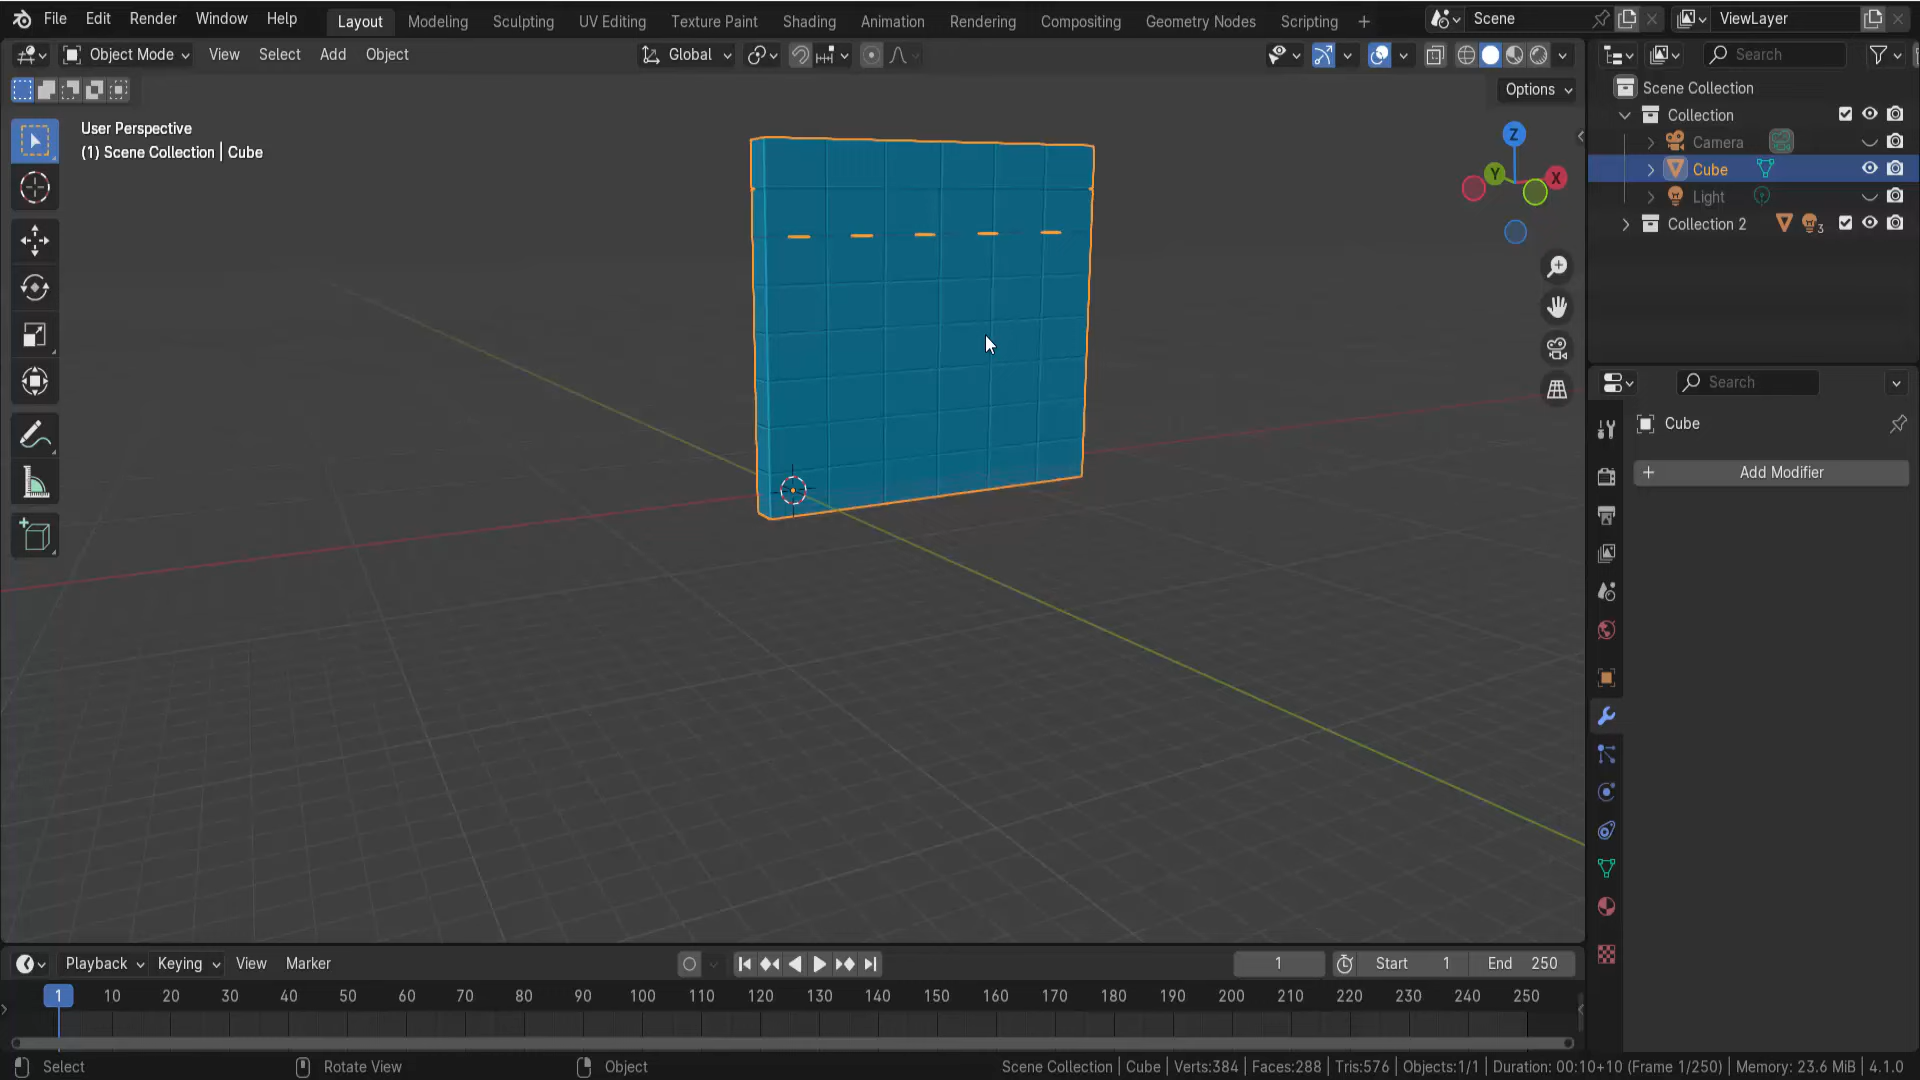 File Edit Render Window Help Layout Modeling Sculpting UV Editing Texture Paint Shading Animation Rendering Compositing Geometry Nodes Scripting + Scene ViewLayer
Object Mode View Select Add Object Global Search
Options
User Perspective
(1) Scene Collection | Cube
Z
Y
X
Scene Collection
Collection
Camera
Cube
Light
Collection 2 3
Search
Cube
+ Add Modifier
Playback Keying View Marker 1 Start 1 End 250
1 10 20 30 40 50 60 70 80 90 100 110 120 130 140 150 160 170 180 190 200 210 220 230 240 250
Select Rotate View Object Scene Collection | Cube | Verts:384 | Faces:288 | Tris:576 | Objects:1/1 | Duration: 00:10+10 (Frame 1/250) | Memory: 23.6 MiB | 4.1.0